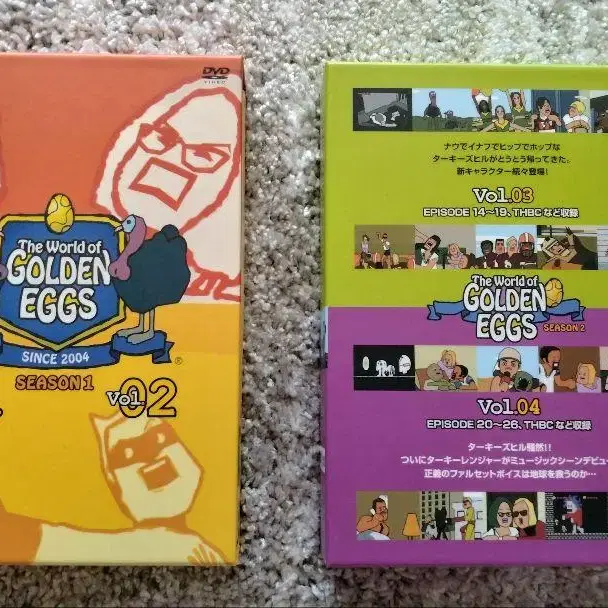 DVD
VIDEO
The World of
GOLDEN
EGGS
SINCE 2004
®
SEASON 1
Vol.02
ナウでイナフでヒップでホップな
ターキーズヒルがとうとう帰ってきた。
新キャラクター続々登場!
Vol.03
EPISODE 14~19、THBCなど収録
The World of
GOLDEN
EGGS
SEASON 2
Vol.04
EPISODE 20~26、THBCなど収録
ターキーズヒル騒然!!
ついにターキーレンジャーがミュージックシーンデビュー
正義のファルセットボイスは地球を救うのか…